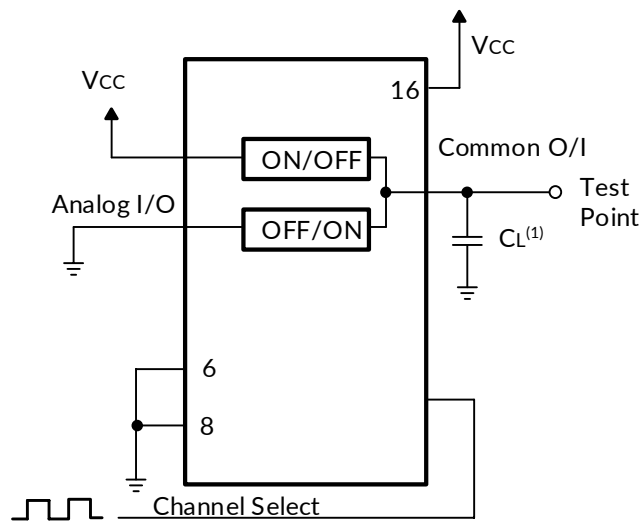 VCC
16
VCC
ON/OFF
Common O/I
Analog I/O
OFF/ON
Test
Point
CL(1)
6
8
Channel Select